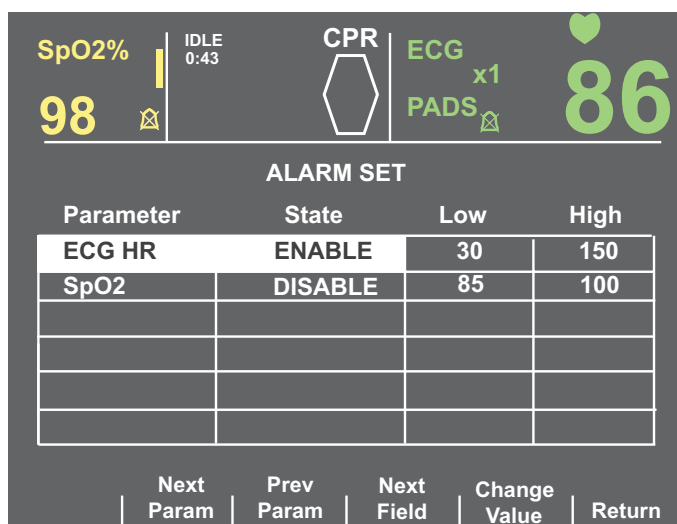 SpO2% IDLE CPR ECG
0:43
x1 86
98 PADS
ALARM SET
Parameter State Low High
ECG HR ENABLE 30 150
SpO2 DISABLE 85 100
Next Prev Next Change
Param Param Field Value Return